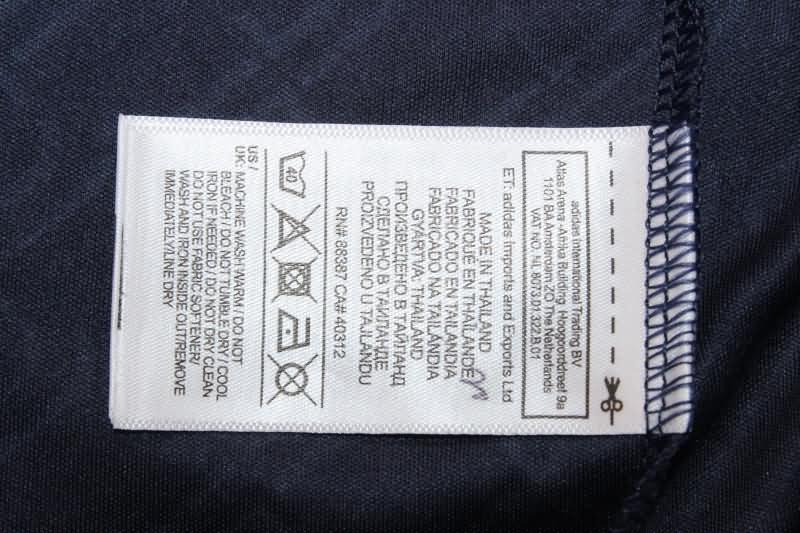 adidas International Trading BV
Atlas Arena -Afrika Building Hoogoorddreef 9a
1101 BA Amsterdam ZO The Netherlands
VAT NO. NL 8073.01.322.B.01
ET: adidas Imports and Exports Ltd
MADE IN THAILAND
FABRIQUE EN THAILANDE
FABRICADO EN TAILANDIA
FABRICADO NA TAILÂNDIA
GYÁRTVA: THAILAND
ПРОИЗВЕДЕНО В ТАЙЛАНД
СДЕЛАНО В ТАИЛАНДЕ
PROIZVEDENO U TAJLANDU
RN# 88387 CA# 40312
40
US /
UK: MACHINE WASH WARM / DO NOT
BLEACH / DO NOT TUMBLE DRY / COOL
IRON IF NEEDED / DO NOT DRY CLEAN
DO NOT USE FABRIC SOFTENER/
WASH AND IRON INSIDE OUT/REMOVE
IMMEDIATELY/LINE DRY